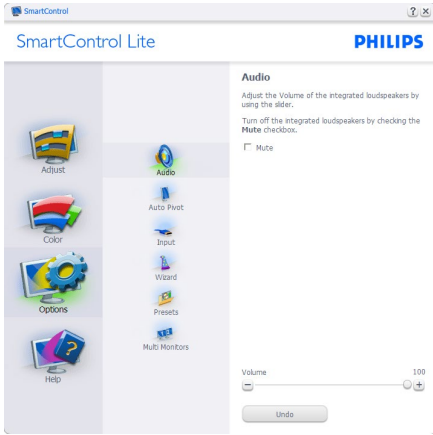 SmartControl
SmartControl Lite
PHILIPS
Adjust
Color
Options
Help
Audio
Auto Pivot
Input
Wizard
Presets
Multi Monitors
Audio
Adjust the Volume of the integrated loudspeakers by
using the slider.
Turn off the integrated loudspeakers by checking the
Mute checkbox.
Mute
Volume 100
Undo